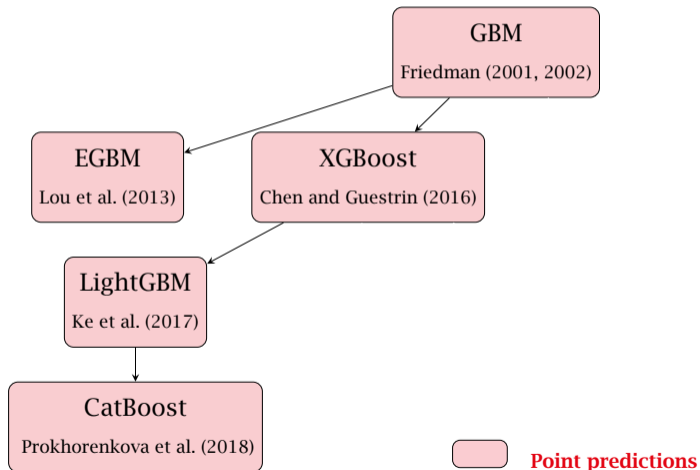 GBM
Friedman (2001, 2002)
EGBM
Lou et al. (2013)
XGBoost
Chen and Guestrin (2016)
LightGBM
Ke et al. (2017)
CatBoost
Prokhorenkova et al. (2018)
Point predictions